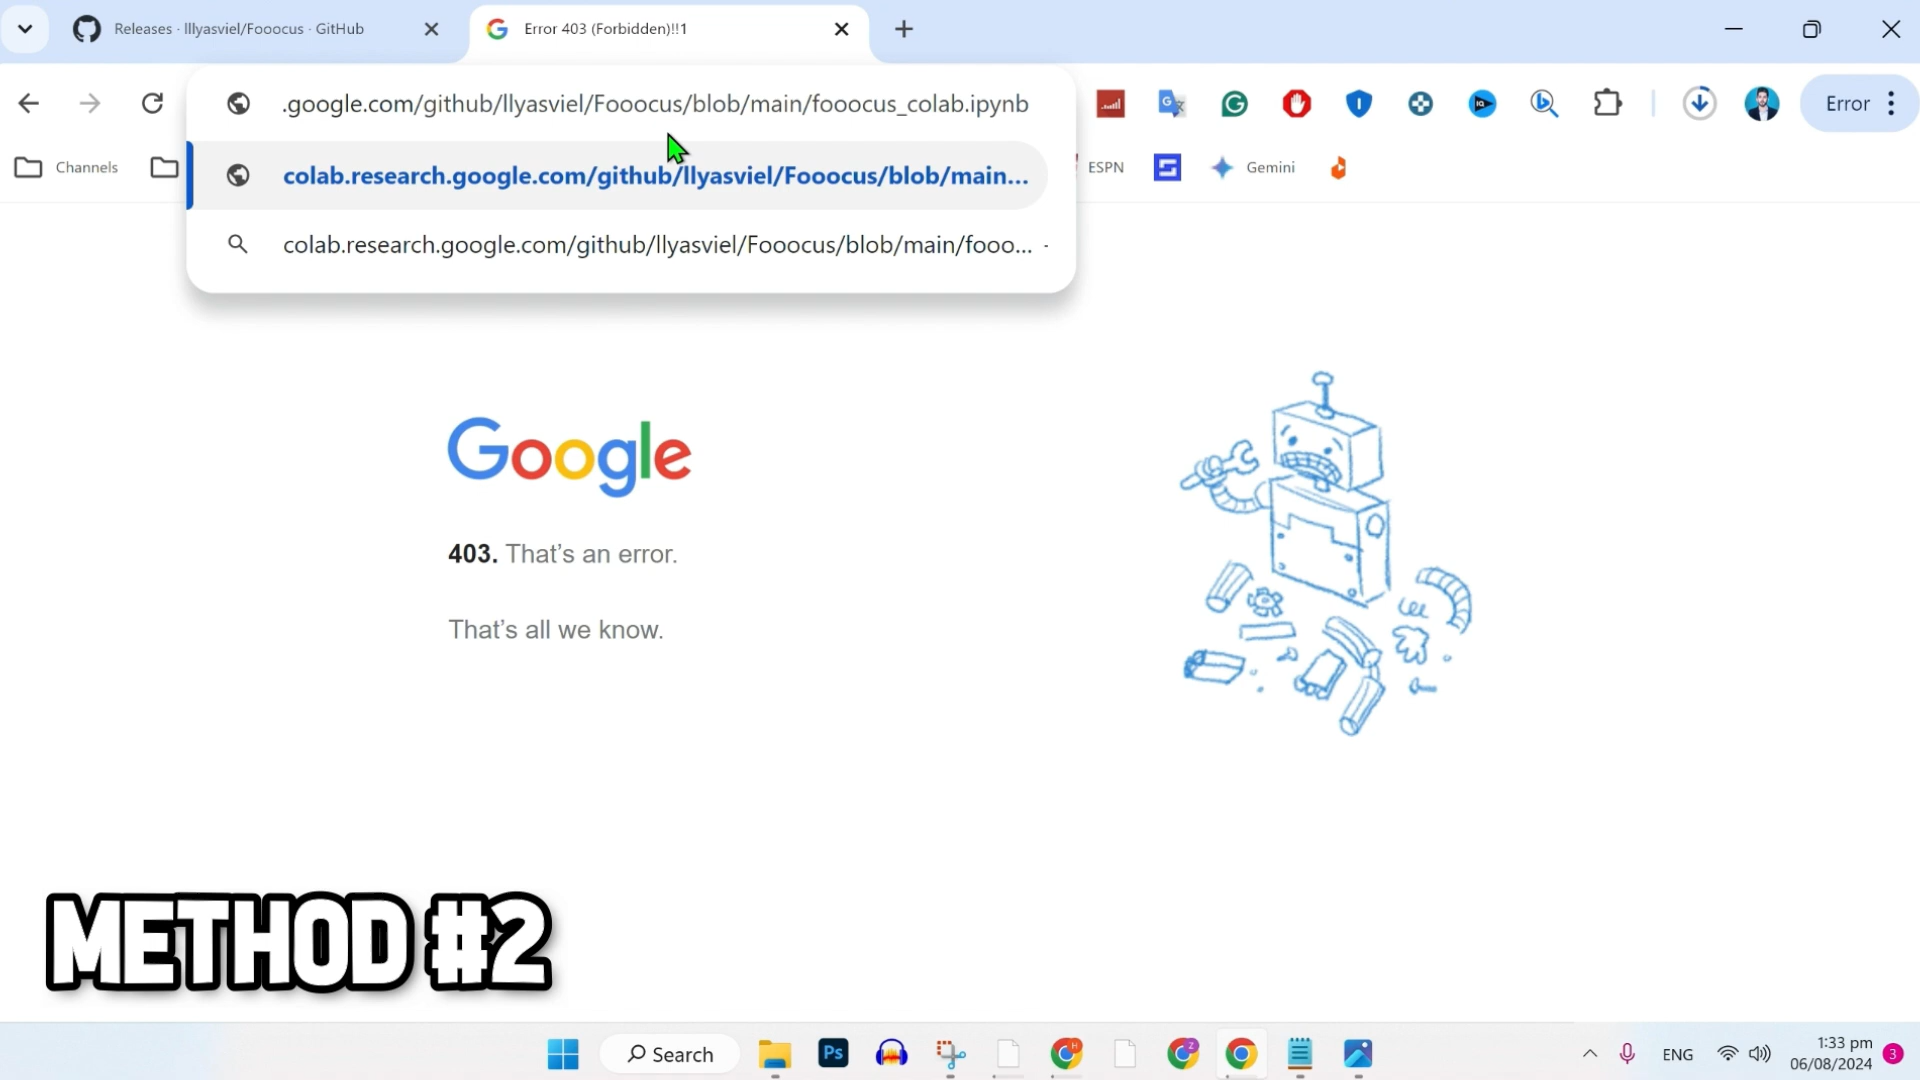 Releases · lllyasviel/Fooocus · GitHub
Error 403 (Forbidden)!!1
.google.com/github/llyasviel/Fooocus/blob/main/fooocus_colab.ipynb
Error
Channels
colab.research.google.com/github/llyasviel/Fooocus/blob/main...
ESPN
Gemini
colab.research.google.com/github/llyasviel/Fooocus/blob/main/fooo... -
Google
403. That's an error.
That's all we know.
METHOD #2
Search
ENG
1:33 pm
06/08/2024
3